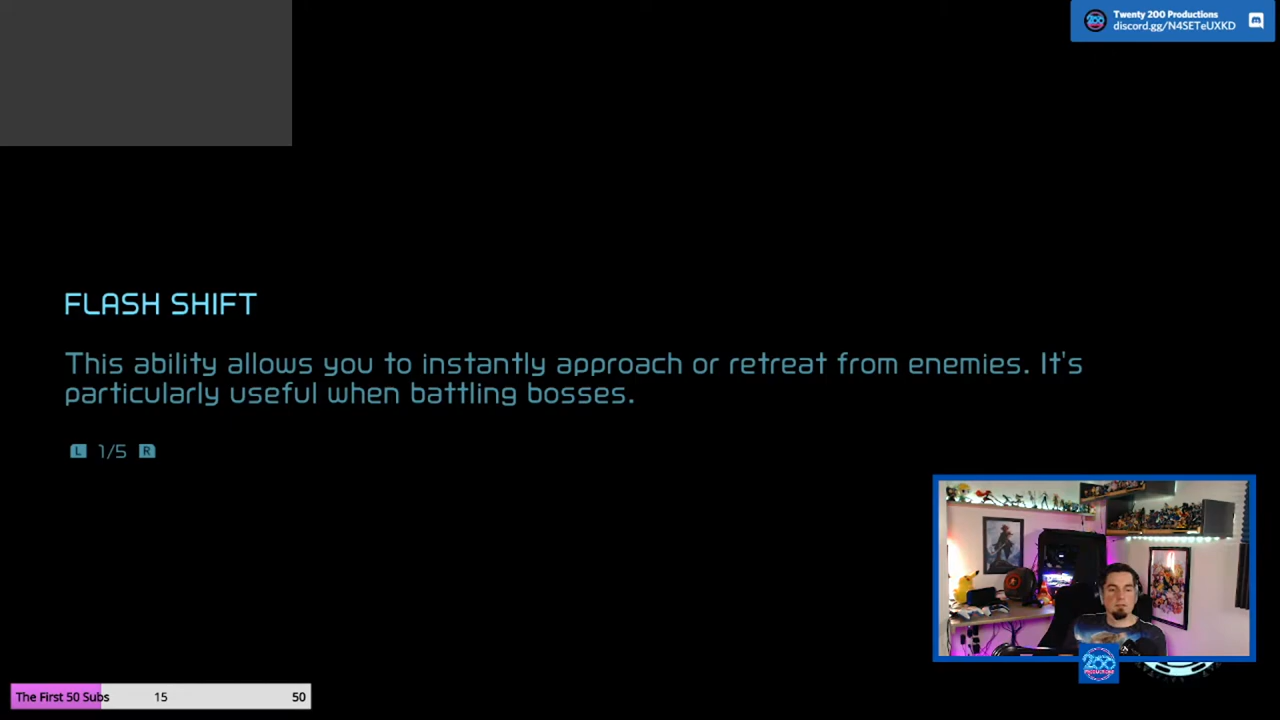 Twenty 200 Productions
discord.gg/N4SETeUXKD
FLASH SHIFT
This ability allows you to instantly approach or retreat from enemies. It's
particularly useful when battling bosses.
L 1/5 R
200
The First 50 Subs 15 50